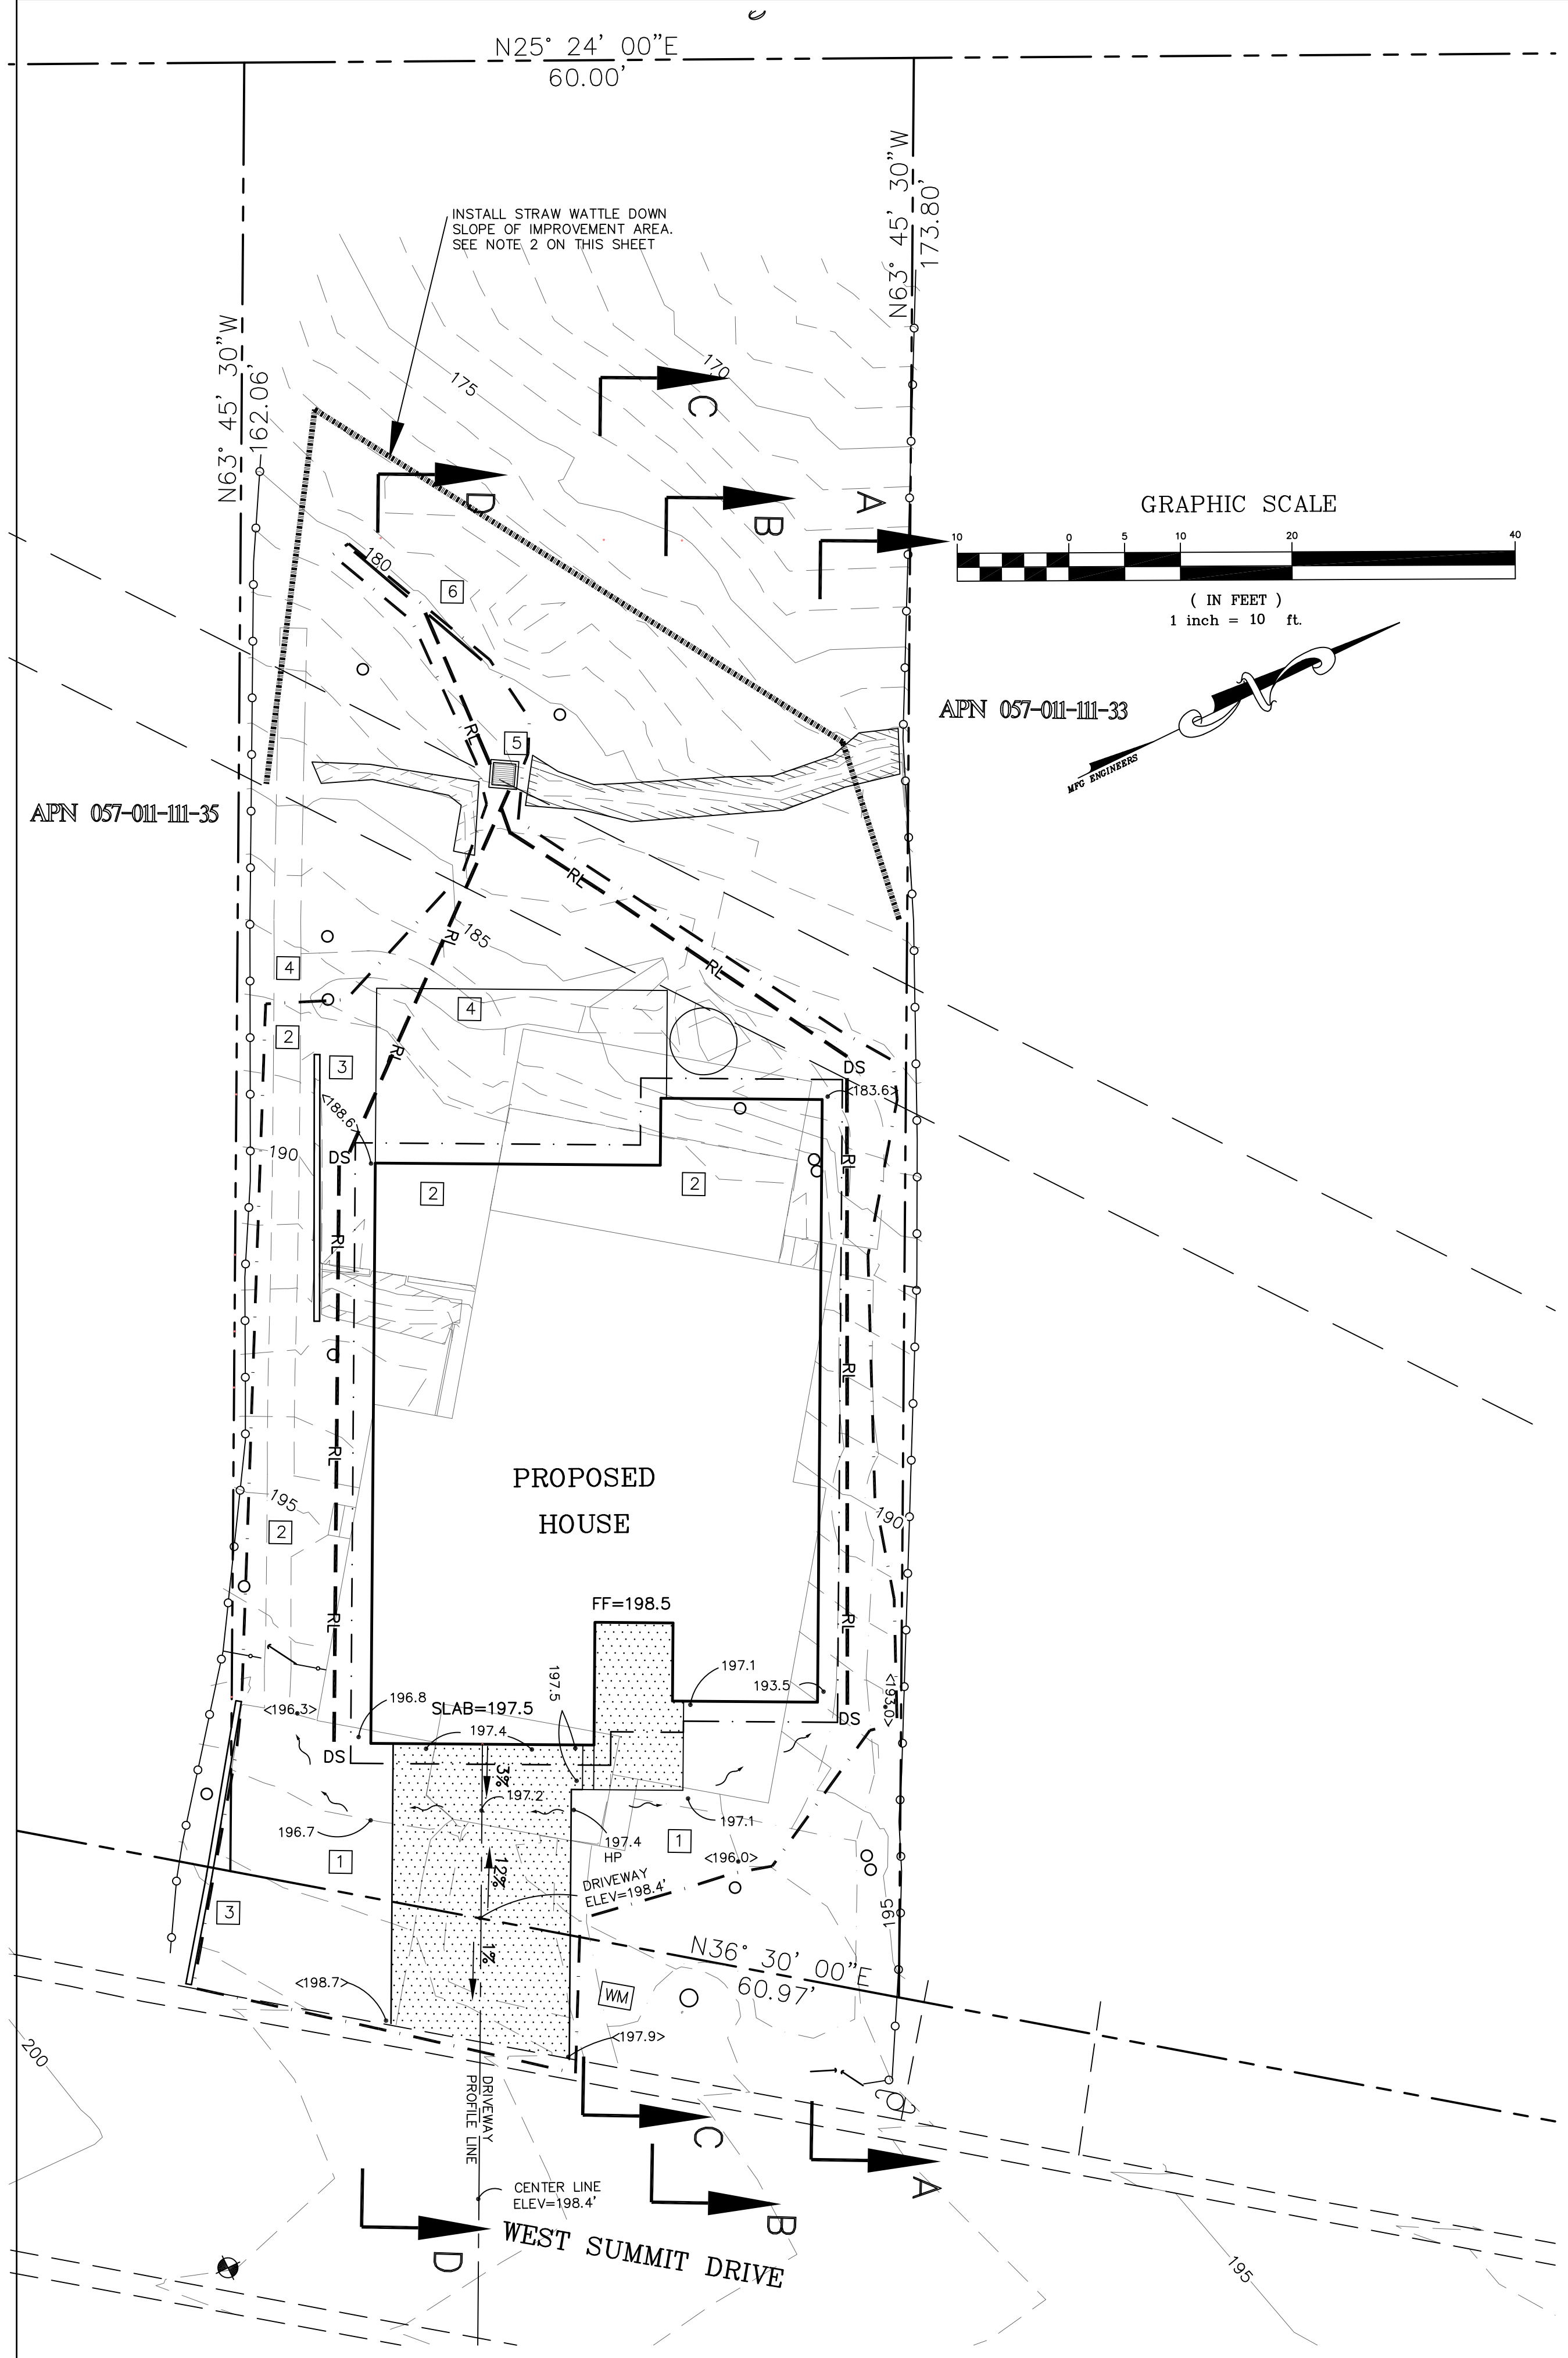 N25° 24' 00"E
60.00'
N63° 45' 30"W
173.80'
INSTALL STRAW WATTLE DOWN
SLOPE OF IMPROVEMENT AREA.
SEE NOTE 2 ON THIS SHEET
N63° 45' 30"W
162.06'
170
175
C
D
B
A
GRAPHIC SCALE
10 0 5 10 20 40
( IN FEET )
1 inch = 10 ft.
180
6
APN 057-011-111-33
MFG ENGINEERS
RL
5
APN 057-011-111-35
RL
RL
185
4
RL
4
2
3
RL
DS
<183.6>
<188.6>
190
DS
RL
2
2
RL
RL
RL
195
2
PROPOSED
HOUSE
190
FF=198.5
RL
RL
197.1
193.5
197.5
<193.0>
196.8
SLAB=197.5
<196.3>
197.4
DS
DS
3%
197.2
197.1
196.7
197.4
HP
1
<196.0>
1
12%
DRIVEWAY
ELEV=198.4'
3
195
1%
N36° 30' 00"E
60.97'
<198.7>
WM
<197.9>
200
DRIVEWAY
PROFILE LINE
C
A
CENTER LINE
ELEV=198.4'
B
WEST SUMMIT DRIVE
D
195